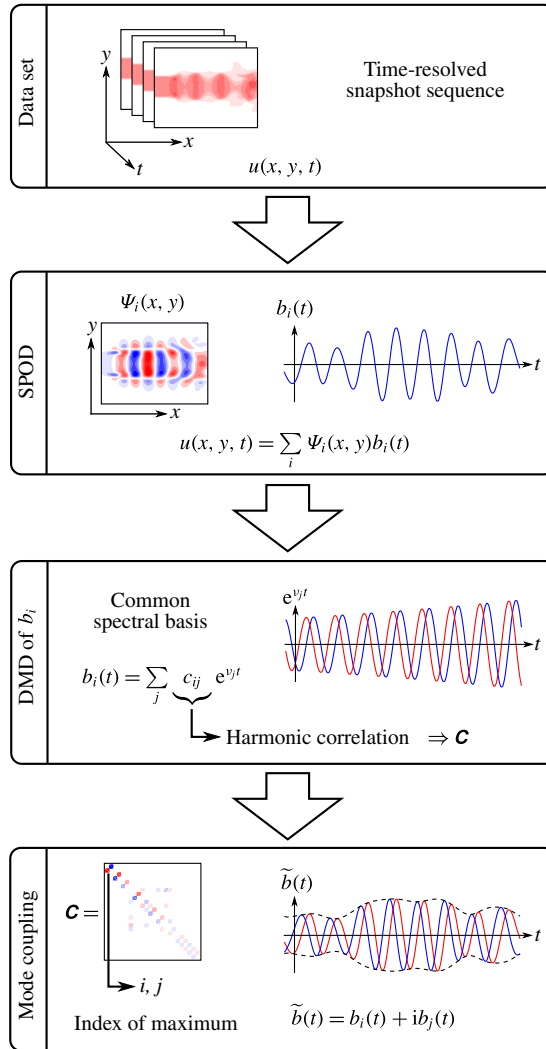 Data set
y
x
t
Time-resolved
snapshot sequence
u(x, y, t)
SPOD
Ψᵢ(x, y)
y
x
bᵢ(t)
t
u(x, y, t) = ∑ᵢ Ψᵢ(x, y)bᵢ(t)
DMD of bᵢ
Common
spectral basis
e^{νⱼt}
t
bᵢ(t) = ∑ⱼ cᵢⱼ e^{νⱼt}
Harmonic correlation ⇒ C
Mode coupling
C =
i, j
Index of maximum
b̃(t)
t
b̃(t) = bᵢ(t) + ibⱼ(t)